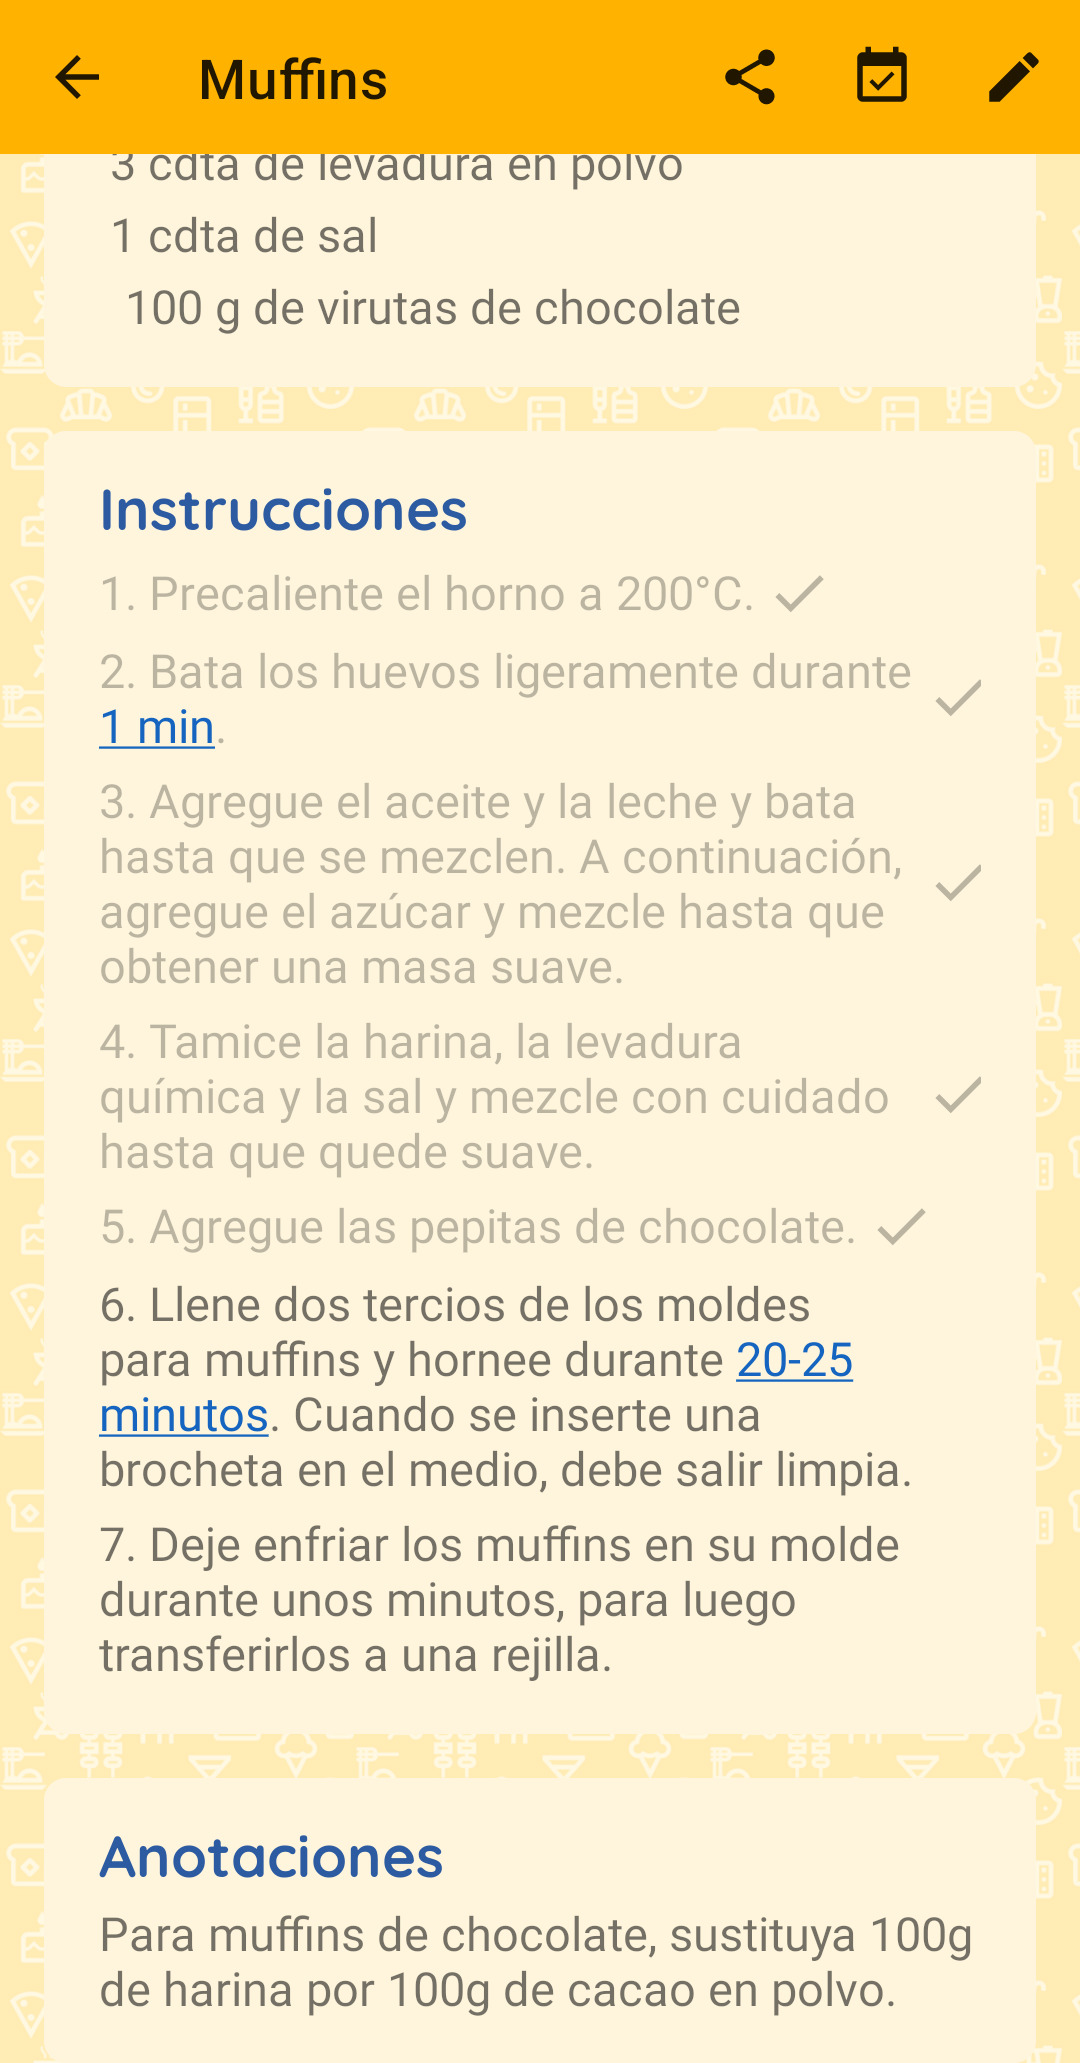 Muffins
3 cdta de levadura en polvo
1 cdta de sal
100 g de virutas de chocolate
Instrucciones
1. Precaliente el horno a 200°C.
2. Bata los huevos ligeramente durante
1 min.
3. Agregue el aceite y la leche y bata
hasta que se mezclen. A continuación,
agregue el azúcar y mezcle hasta que
obtener una masa suave.
4. Tamice la harina, la levadura
química y la sal y mezcle con cuidado
hasta que quede suave.
5. Agregue las pepitas de chocolate.
6. Llene dos tercios de los moldes
para muffins y hornee durante 20-25
minutos. Cuando se inserte una
brocheta en el medio, debe salir limpia.
7. Deje enfriar los muffins en su molde
durante unos minutos, para luego
transferirlos a una rejilla.
Anotaciones
Para muffins de chocolate, sustituya 100g
de harina por 100g de cacao en polvo.